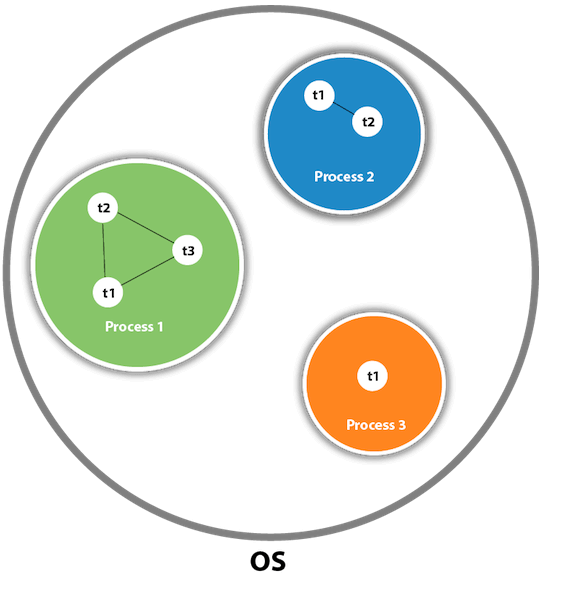 t1
t2
Process 2
t2
t3
t1
Process 1
t1
Process 3
OS